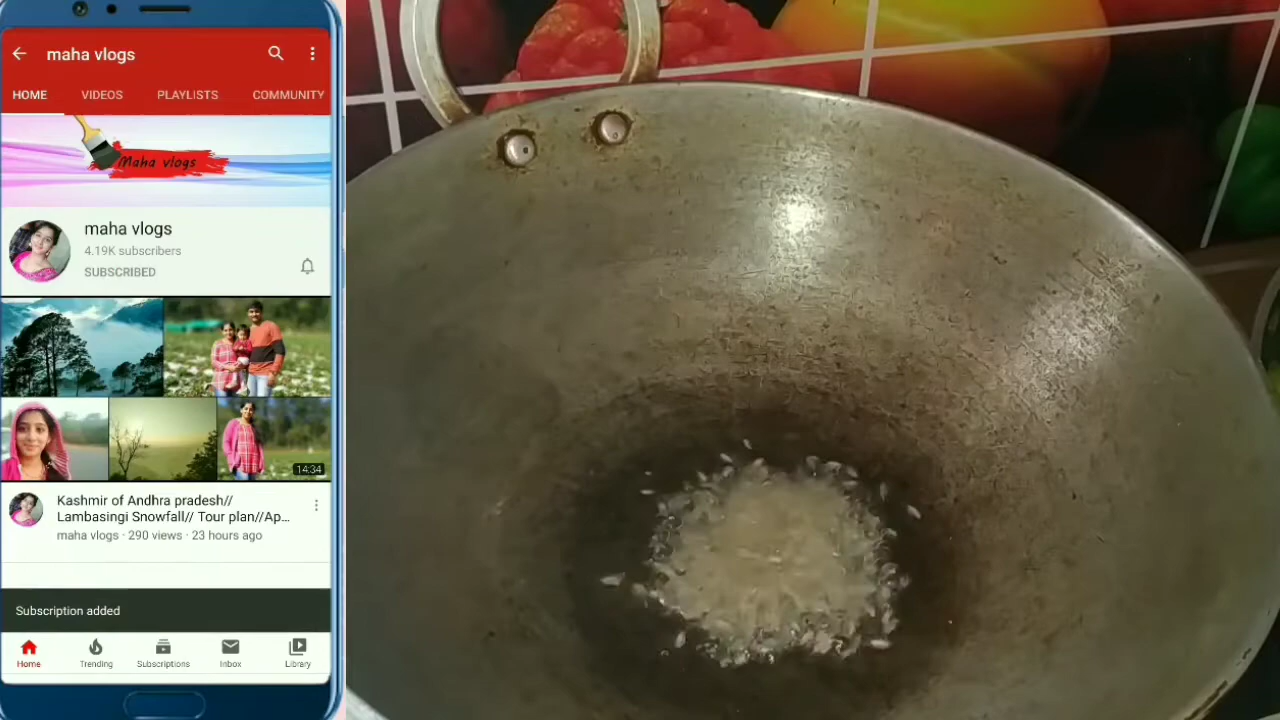 maha vlogs
HOME VIDEOS PLAYLISTS COMMUNITY
Maha vlogs
maha vlogs
4.19K subscribers
SUBSCRIBED
14:34
Kashmir of Andhra pradesh//
Lambasingi Snowfall// Tour plan//Ap...
maha vlogs · 290 views · 23 hours ago
Subscription added
Home Trending Subscriptions Inbox Library